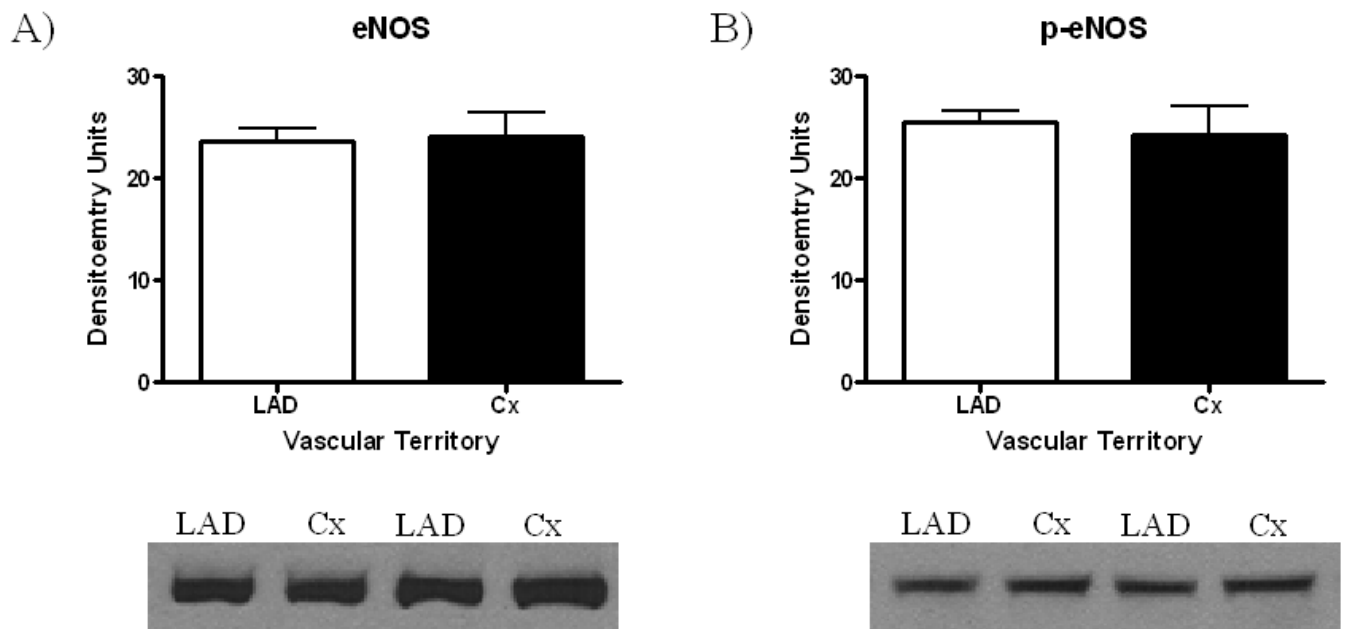 A)
eNOS
30
20
10
0
Densitoemtry Units
LAD Cx
Vascular Territory
LAD Cx LAD Cx
B)
p-eNOS
30
20
10
0
Densitoemtry Units
LAD Cx
Vascular Territory
LAD Cx LAD Cx